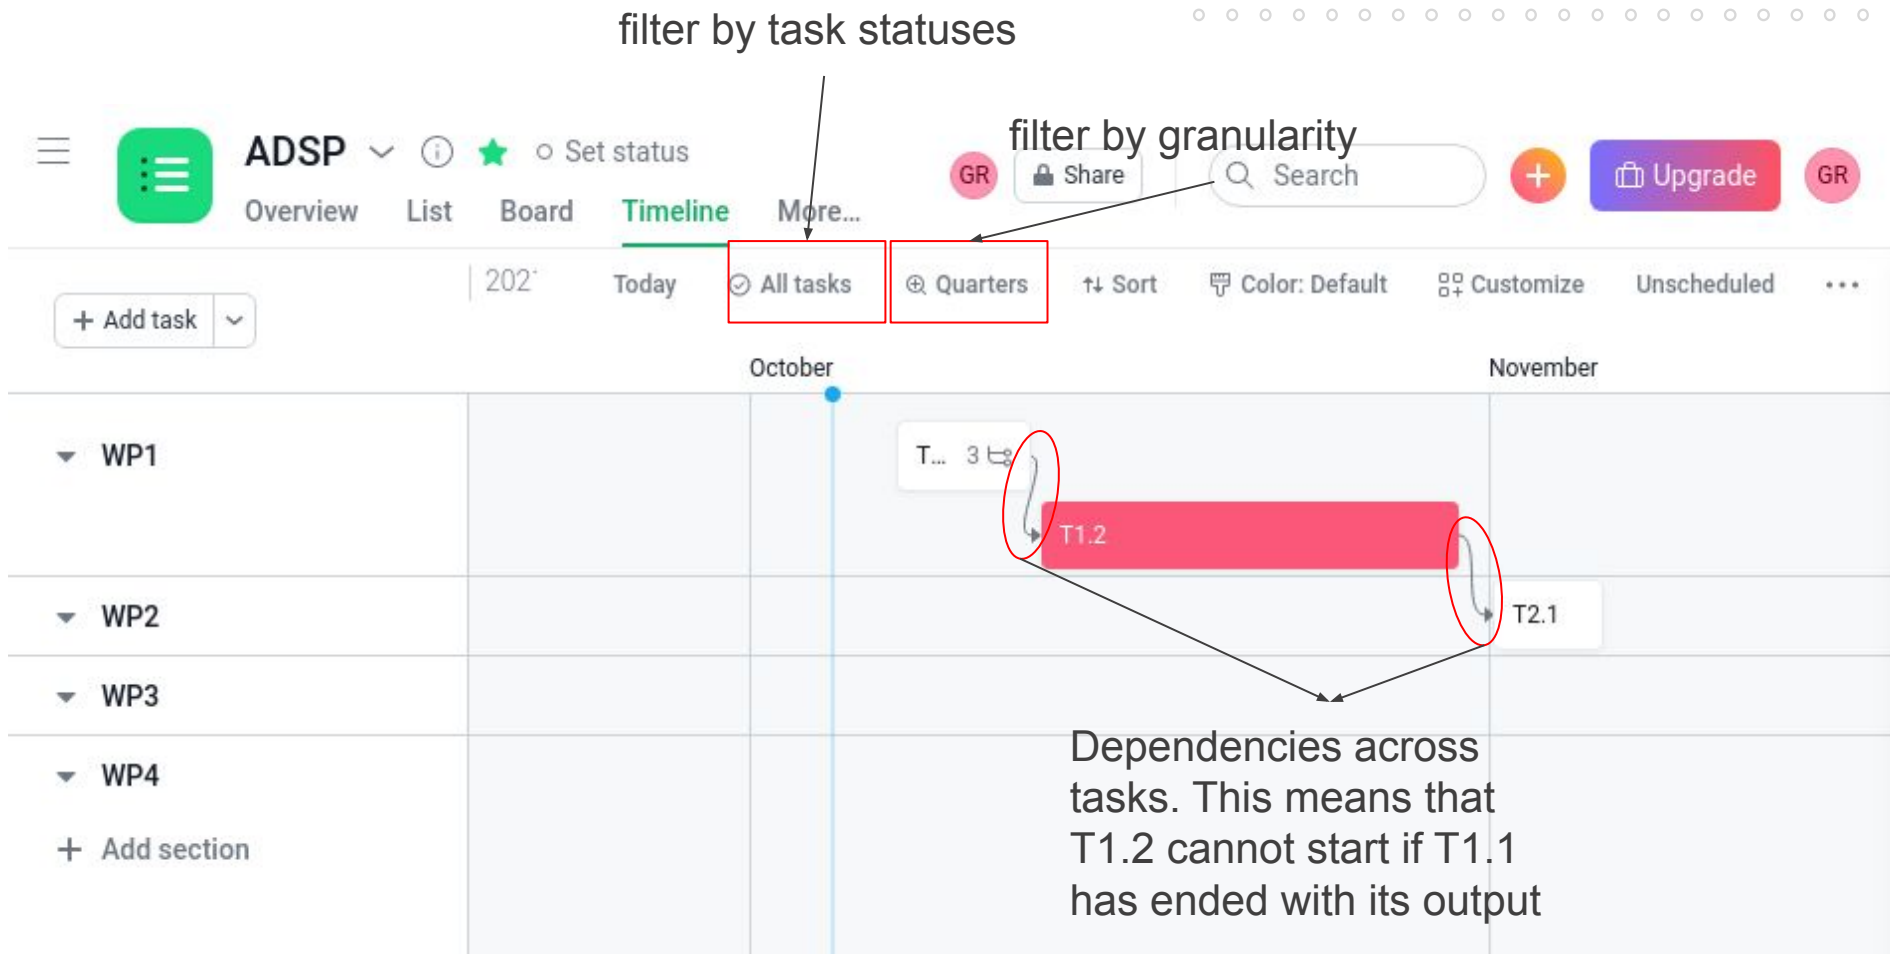 filter by task statuses
filter by granularity
ADSP
Set status
GR
Share
Search
Upgrade
GR
Overview List Board Timeline More...
202
Today
All tasks
Quarters
Sort
Color: Default
Customize
Unscheduled
+ Add task
October
November
WP1
T... 3
T1.2
WP2
T2.1
WP3
WP4
+ Add section
Dependencies across
tasks. This means that
T1.2 cannot start if T1.1
has ended with its output